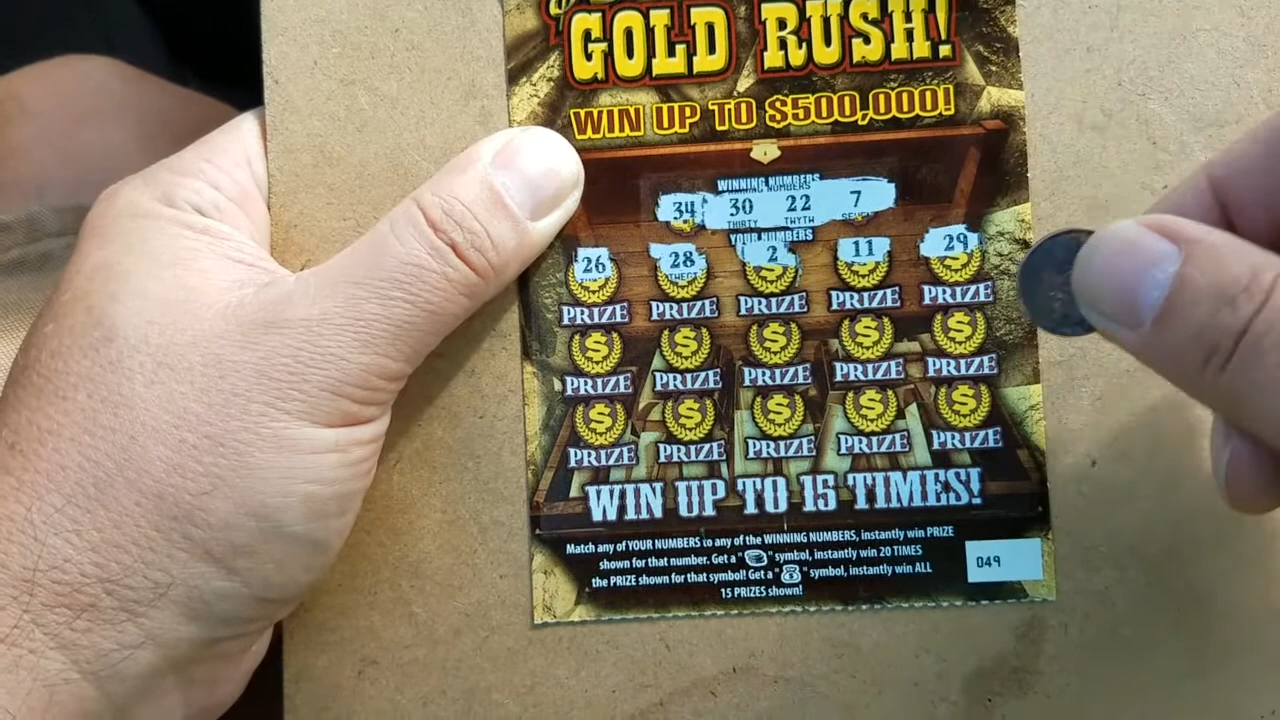 GOLD RUSH!
WIN UP TO $500,000!
WINNING NUMBERS
34 30 22 7
THIRTY TWYTH
YOUR NUMBERS
26 28 2 11 29
PRIZE PRIZE PRIZE PRIZE PRIZE
$ $ $ $ $
PRIZE PRIZE PRIZE PRIZE PRIZE
$ $ $ $ $
PRIZE PRIZE PRIZE PRIZE PRIZE
WIN UP TO 15 TIMES!
Match any of YOUR NUMBERS to any of the WINNING NUMBERS, instantly win PRIZE
shown for that number. Get a " " symbol, instantly win 20 TIMES
the PRIZE shown for that symbol! Get a " " symbol, instantly win ALL
15 PRIZES shown!
049